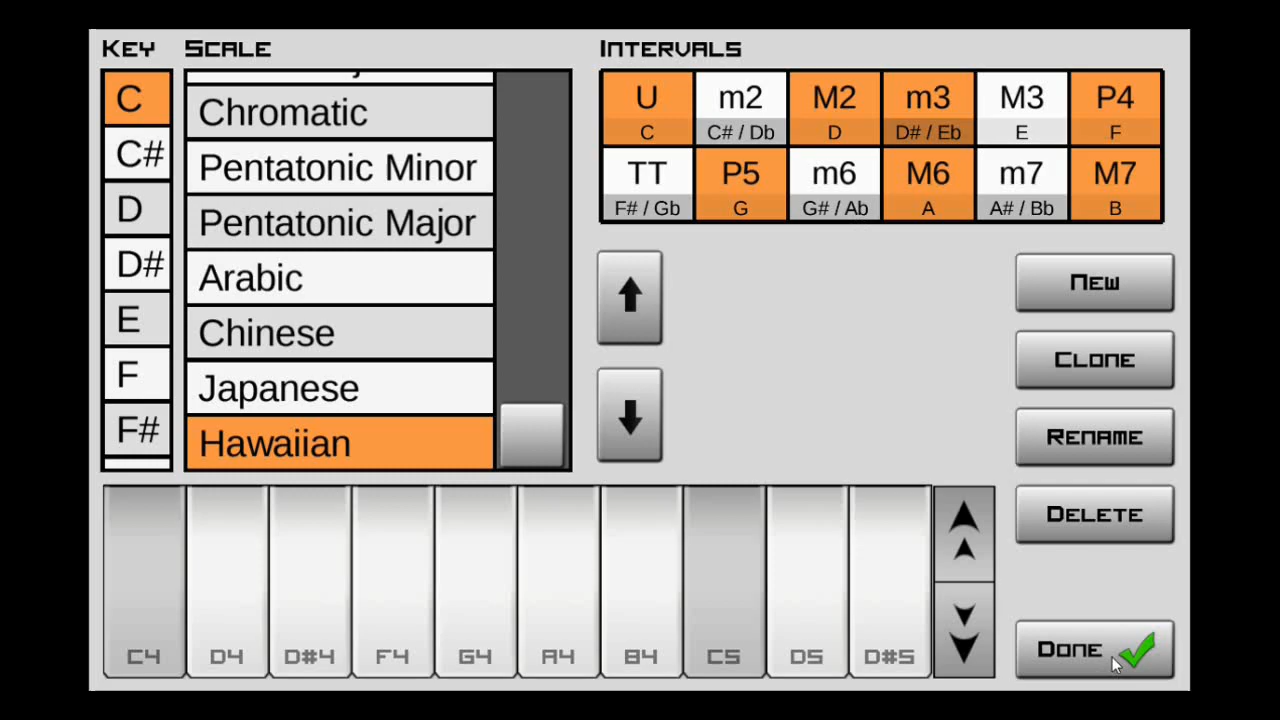 KEY SCALE INTERVALS
C
C#
D
D#
E
F
F#
Chromatic
Pentatonic Minor
Pentatonic Major
Arabic
Chinese
Japanese
Hawaiian
U m2 M2 m3 M3 P4
C C# / Db D D# / Eb E F
TT P5 m6 M6 m7 M7
F# / Gb G G# / Ab A A# / Bb B
NEW
CLONE
RENAME
DELETE
DONE
C4 D4 D#4 F4 G4 A4 B4 C5 D5 D#5